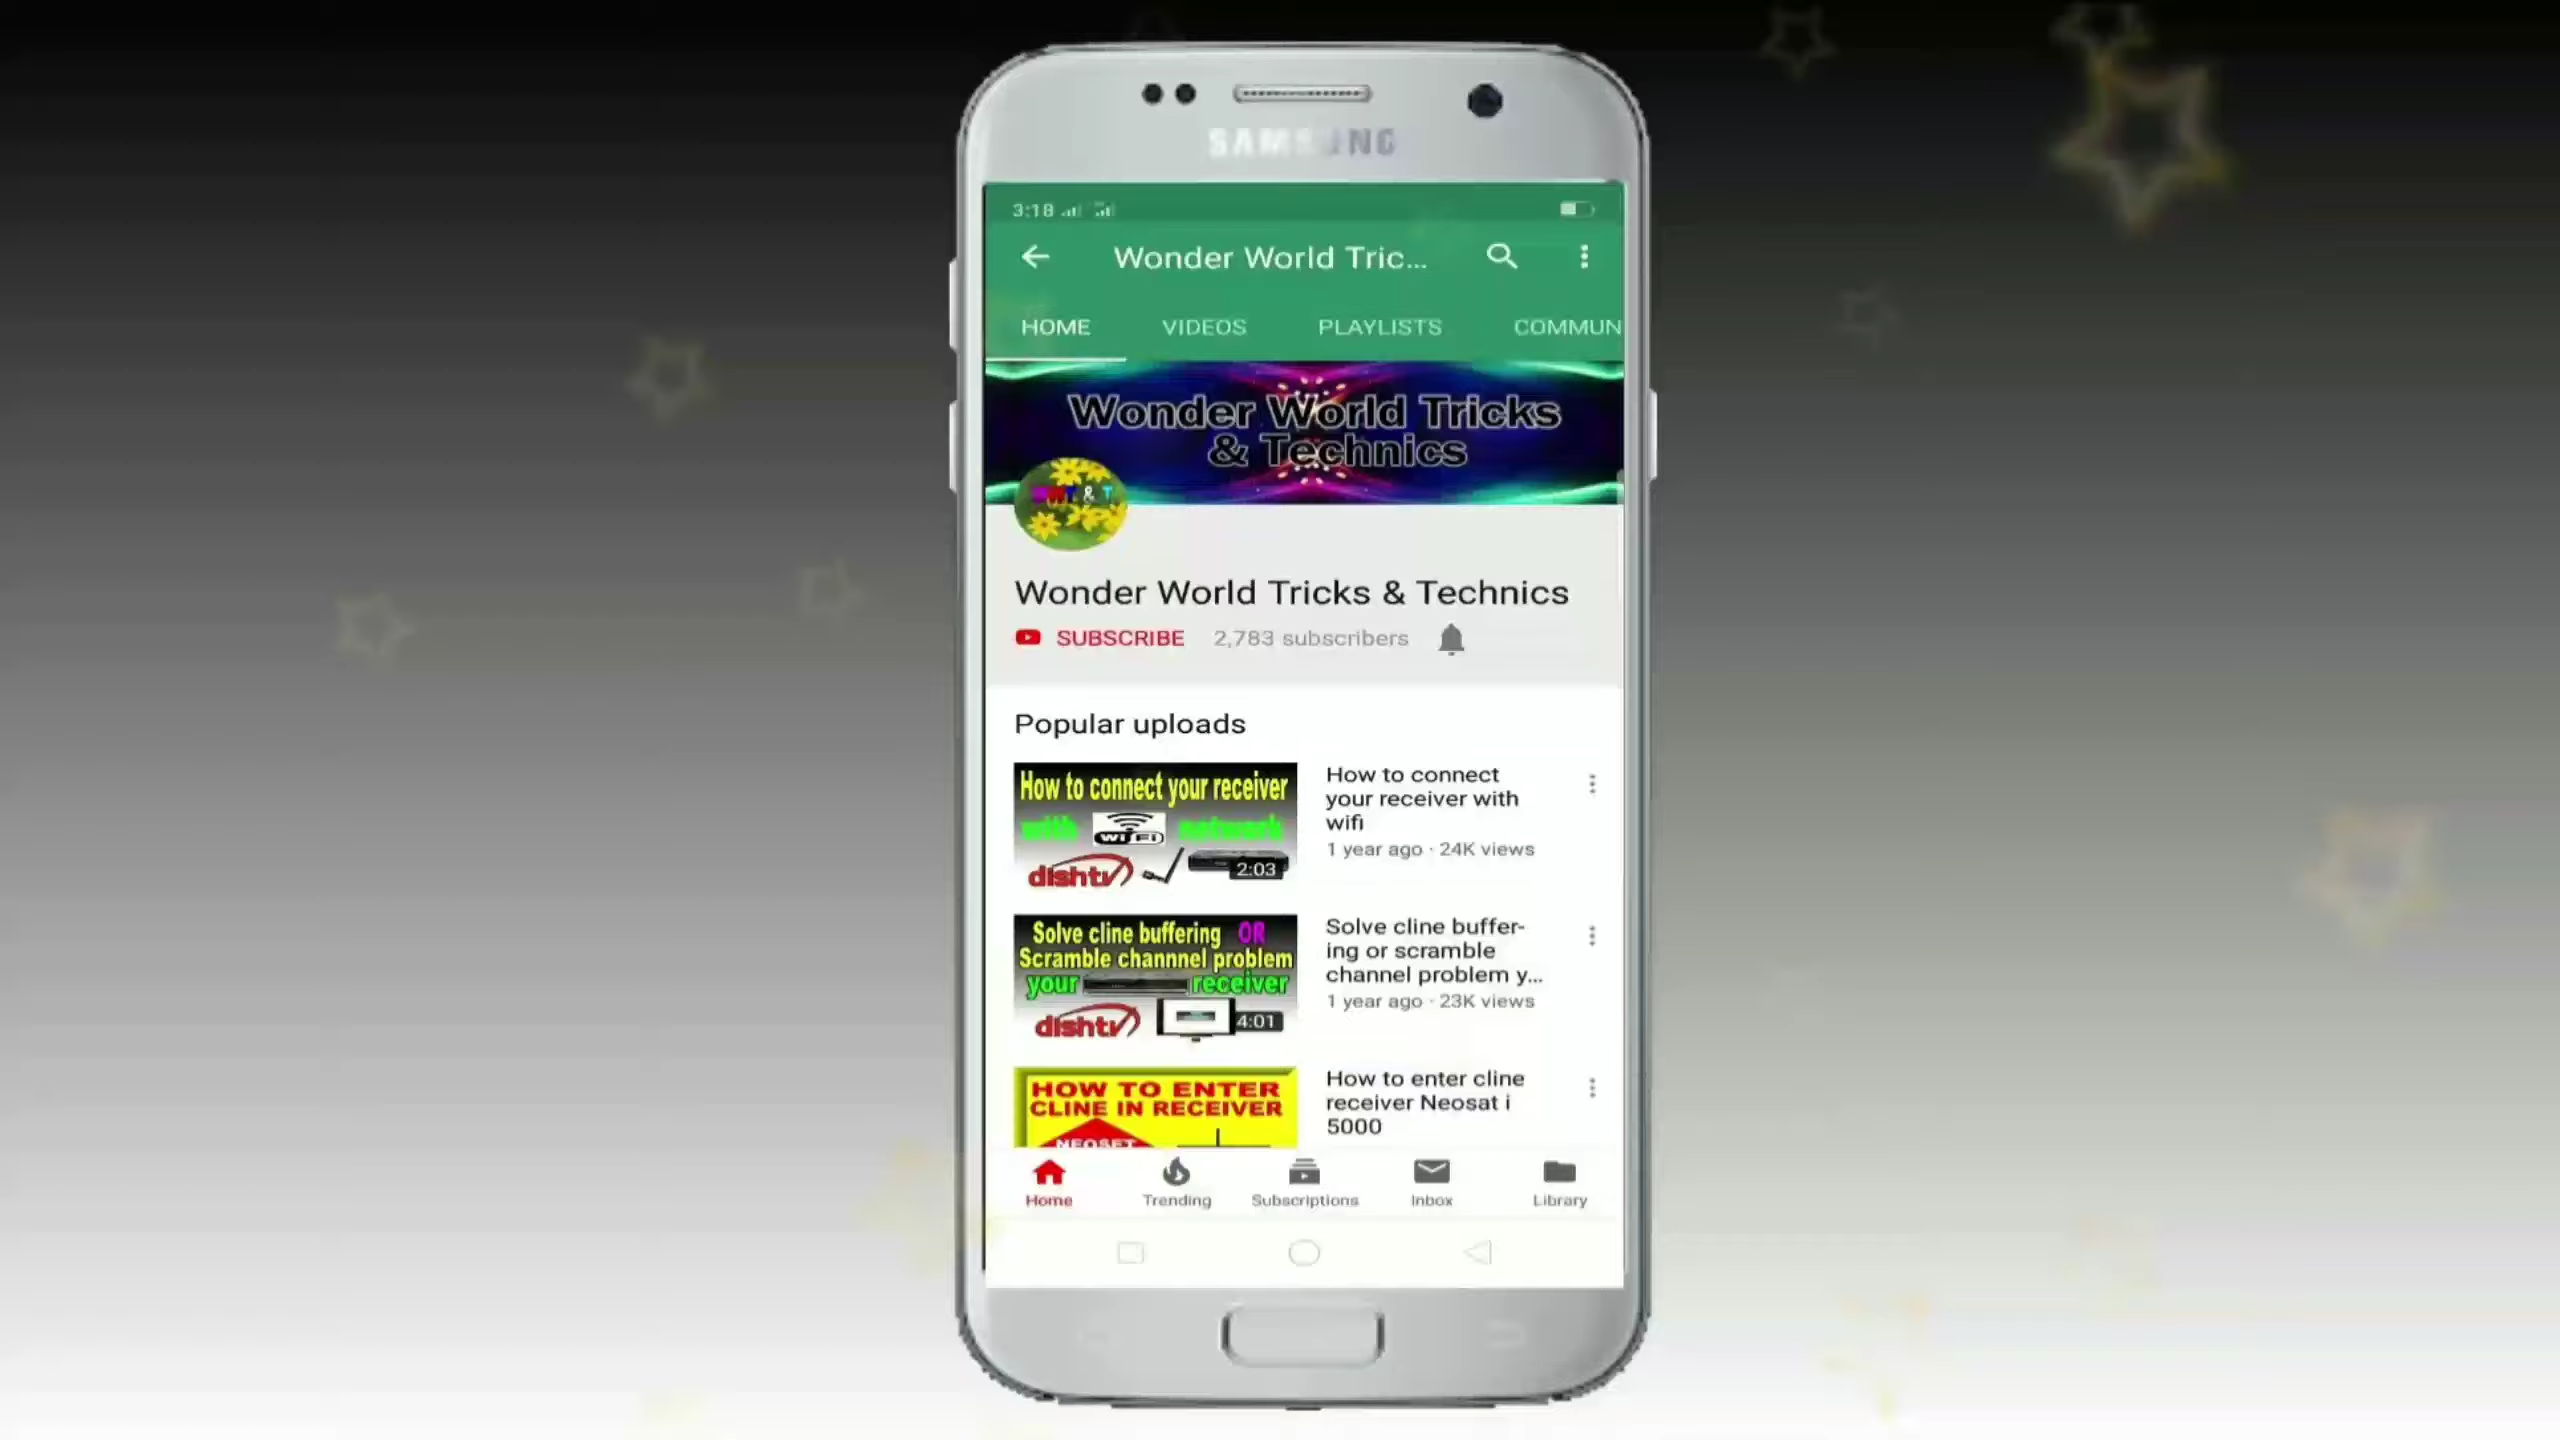 SAMSUNG
3:18
Wonder World Tric...
HOME VIDEOS PLAYLISTS COMMUN
Wonder World Tricks
& Technics
& T
Wonder World Tricks & Technics
SUBSCRIBE 2,783 subscribers
Popular uploads
How to connect your receiver
with WiFi network
dishtv 2:03
How to connect
your receiver with
wifi
1 year ago · 24K views
Solve cline buffering OR
Scramble channnel problem
your receiver
dishtv 4:01
Solve cline buffer-
ing or scramble
channel problem y...
1 year ago · 23K views
HOW TO ENTER
CLINE IN RECEIVER
NEOSET
How to enter cline
receiver Neosat i
5000
Home Trending Subscriptions Inbox Library